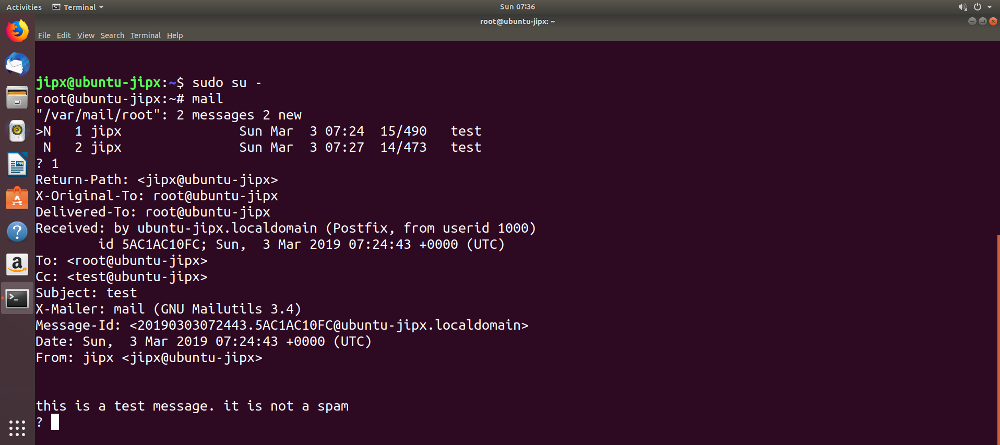 Activities Terminal Sun 07:36
root@ubuntu-jipx: ~
File Edit View Search Terminal Help
jipx@ubuntu-jipx:~$ sudo su -
root@ubuntu-jipx:~# mail
"/var/mail/root": 2 messages 2 new
>N   1 jipx               Sun Mar  3 07:24  15/490   test
 N   2 jipx               Sun Mar  3 07:27  14/473   test
? 1
Return-Path: <jipx@ubuntu-jipx>
X-Original-To: root@ubuntu-jipx
Delivered-To: root@ubuntu-jipx
Received: by ubuntu-jipx.localdomain (Postfix, from userid 1000)
        id 5AC1AC10FC; Sun,  3 Mar 2019 07:24:43 +0000 (UTC)
To: <root@ubuntu-jipx>
Cc: <test@ubuntu-jipx>
Subject: test
X-Mailer: mail (GNU Mailutils 3.4)
Message-Id: <20190303072443.5AC1AC10FC@ubuntu-jipx.localdomain>
Date: Sun,  3 Mar 2019 07:24:43 +0000 (UTC)
From: jipx <jipx@ubuntu-jipx>
this is a test message. it is not a spam
?